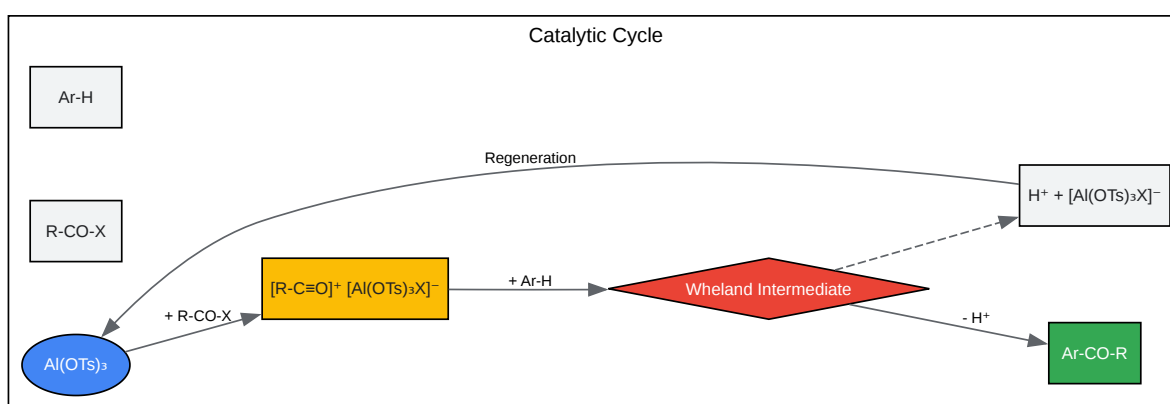 Catalytic Cycle
Ar-H
Regeneration
R-CO-X
H⁺ + [Al(OTs)₃X]⁻
[R-C≡O]⁺ [Al(OTs)₃X]⁻
+ Ar-H
Wheland Intermediate
+ R-CO-X
- H⁺
Al(OTs)₃
Ar-CO-R